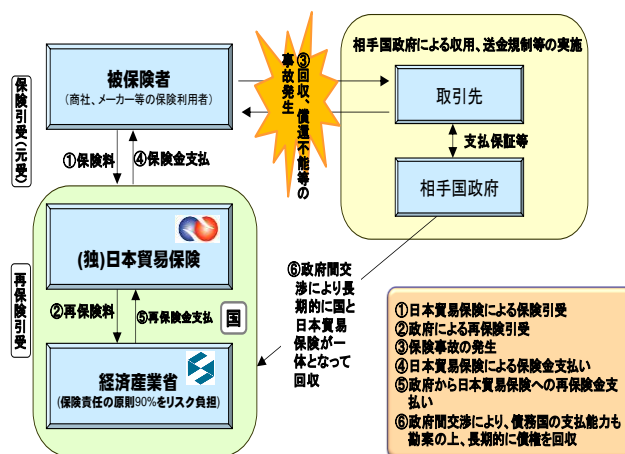 相手国政府による収用、送金規制等の実施
保険引受(元受)
被保険者
(商社、メーカー等の保険利用者)
③回収、償還不能等の
事故発生
取引先
支払保証等
相手国政府
①保険料
④保険金支払
再保険引受
(独)日本貿易保険
②再保険料
⑤再保険金支払
国
経済産業省
(保険責任の原則90%をリスク負担)
⑥政府間交
渉により長
期的に国と
日本貿易
保険が一
体となって
回収
①日本貿易保険による保険引受
②政府による再保険引受
③保険事故の発生
④日本貿易保険による保険金支払い
⑤政府から日本貿易保険への再保険金支
払い
⑥政府間交渉により、債務国の支払能力も
勘案の上、長期的に債権を回収